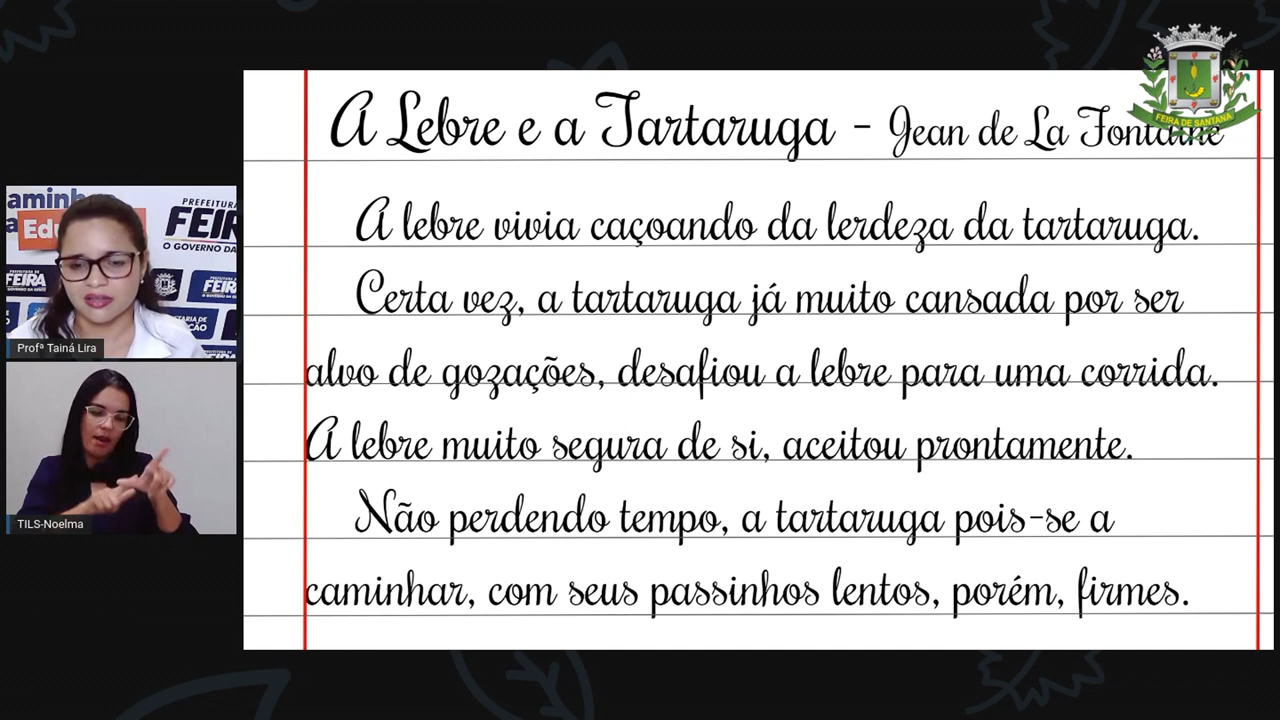 A Lebre e a Tartaruga - Jean de La Fontaine
A lebre vivia caçoando da lerdeza da tartaruga.
Certa vez, a tartaruga já muito cansada por ser
alvo de gozações, desafiou a lebre para uma corrida.
A lebre muito segura de si, aceitou prontamente.
Não perdendo tempo, a tartaruga pois-se a
caminhar, com seus passinhos lentos, porém, firmes.
FEIRA DE SANTANA
PREFEITURA
FEIR
O GOVERNO DA
FEIRA
Profª Tainá Lira
TILS-Noelma